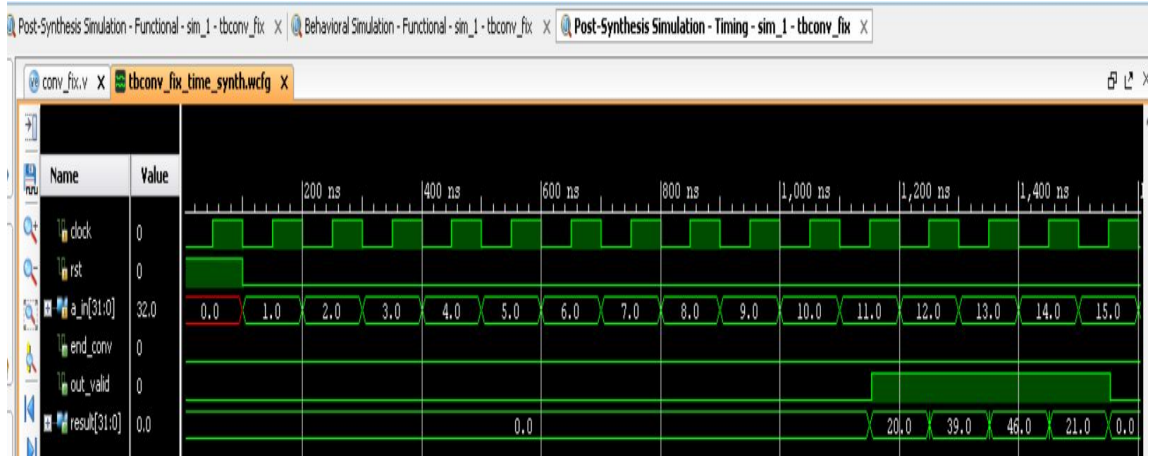 Post-Synthesis Simulation - Functional - sim_1 - tbconv_fix X Behavioral Simulation - Functional - sim_1 - tbconv_fix X Post-Synthesis Simulation - Timing - sim_1 - tbconv_fix X
conv_fix.v X tbconv_fix_time_synth.wcfg X
Name Value 200 ns 400 ns 600 ns 800 ns 1,000 ns 1,200 ns 1,400 ns
clock 0
rst 0
a_in[31:0] 32.0 0.0 1.0 2.0 3.0 4.0 5.0 6.0 7.0 8.0 9.0 10.0 11.0 12.0 13.0 14.0 15.0
end_conv 0
out_valid 0
result[31:0] 0.0 0.0 20.0 39.0 46.0 21.0 0.0